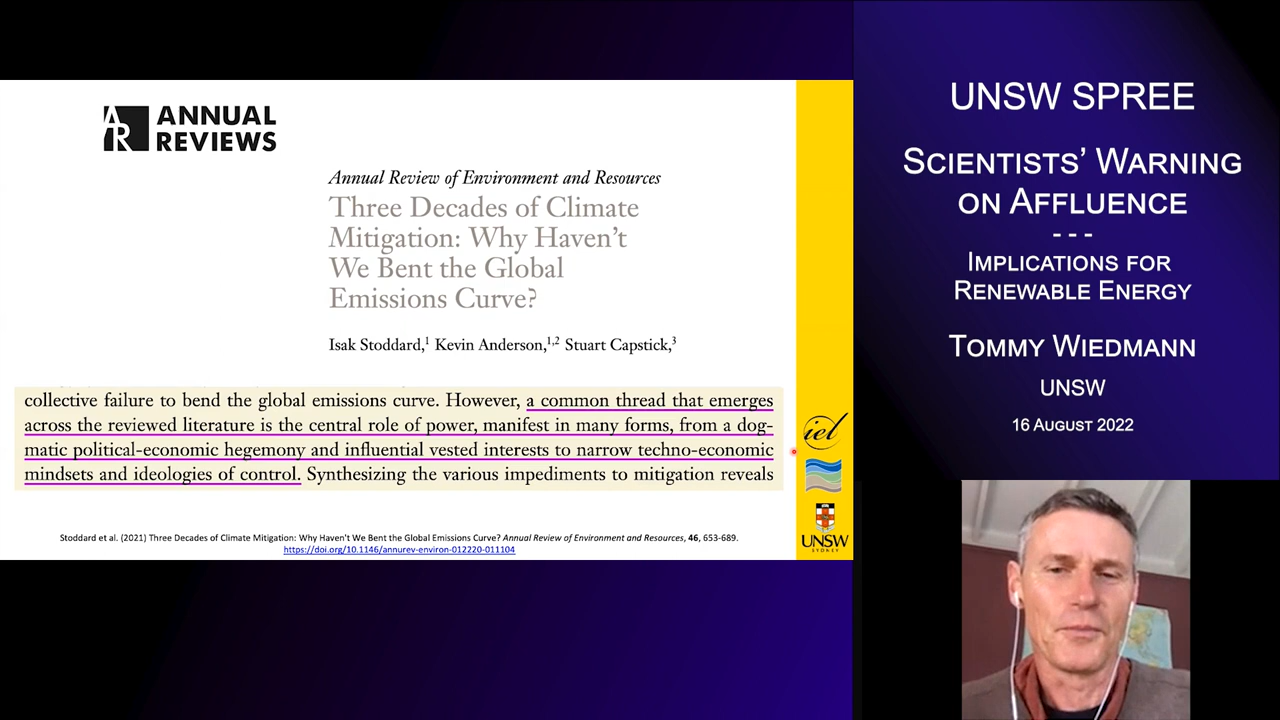 ANNUAL
REVIEWS
Annual Review of Environment and Resources
Three Decades of Climate
Mitigation: Why Haven't
We Bent the Global
Emissions Curve?
Isak Stoddard,¹ Kevin Anderson,¹,² Stuart Capstick,³
collective failure to bend the global emissions curve. However, a common thread that emerges
across the reviewed literature is the central role of power, manifest in many forms, from a dog-
matic political-economic hegemony and influential vested interests to narrow techno-economic
mindsets and ideologies of control. Synthesizing the various impediments to mitigation reveals
Stoddard et al. (2021) Three Decades of Climate Mitigation: Why Haven't We Bent the Global Emissions Curve? Annual Review of Environment and Resources, 46, 653-689.
https://doi.org/10.1146/annurev-environ-012220-011104
AR
iel
UNSW
SYDNEY
UNSW SPREE
SCIENTISTS' WARNING
ON AFFLUENCE
- - -
IMPLICATIONS FOR
RENEWABLE ENERGY
TOMMY WIEDMANN
UNSW
16 AUGUST 2022